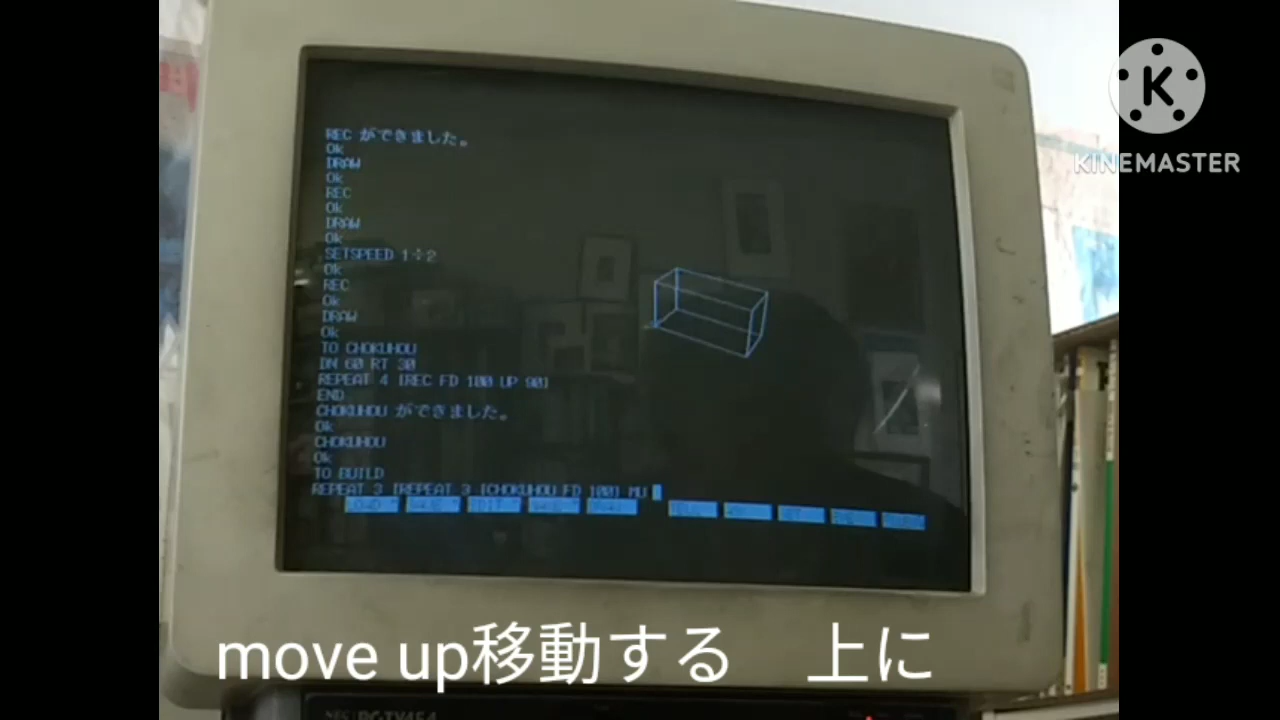 REC ができました。
Ok
DRAW
Ok
REC
Ok
DRAW
Ok
SETSPEED 1÷2
Ok
REC
Ok
DRAW
Ok
TO CHOKUHOU
DN 60 RT 30
REPEAT 4 [REC FD 100 UP 90]
END
CHOKUHOU ができました。
Ok
CHOKUHOU
Ok
TO BUILD
REPEAT 3 [REPEAT 3 [CHOKUHOU FD 100] MU
LOAD
KINEMASTER
move up移動する 上に